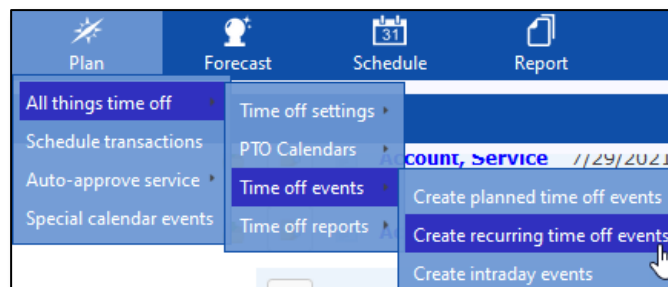 31
Plan
Forecast
Schedule
Report
All things time off
Time off settings
Schedule transactions
PTO Calendars
count, Service 7/29/2021
Auto-approve service
Time off events
Create planned time off events
Special calendar events
Time off reports
Create recurring time off events
Create intraday events